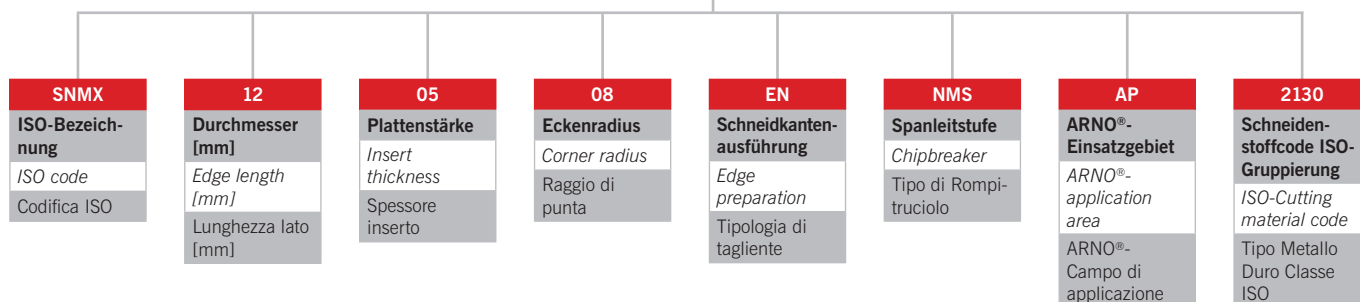 SNMX
ISO-Bezeich-
nung
ISO code
Codifica ISO
12
Durchmesser
[mm]
Edge length
[mm]
Lunghezza lato
[mm]
05
Plattenstärke
Insert
thickness
Spessore
inserto
08
Eckenradius
Corner radius
Raggio di
punta
EN
Schneidkanten-
ausführung
Edge
preparation
Tipologia di
tagliente
NMS
Spanleitstufe
Chipbreaker
Tipo di Rompi-
truciolo
AP
ARNO®-
Einsatzgebiet
ARNO®-
application
area
ARNO®-
Campo di
applicazione
2130
Schneiden-
stoffcode ISO-
Gruppierung
ISO-Cutting
material code
Tipo Metallo
Duro Classe
ISO